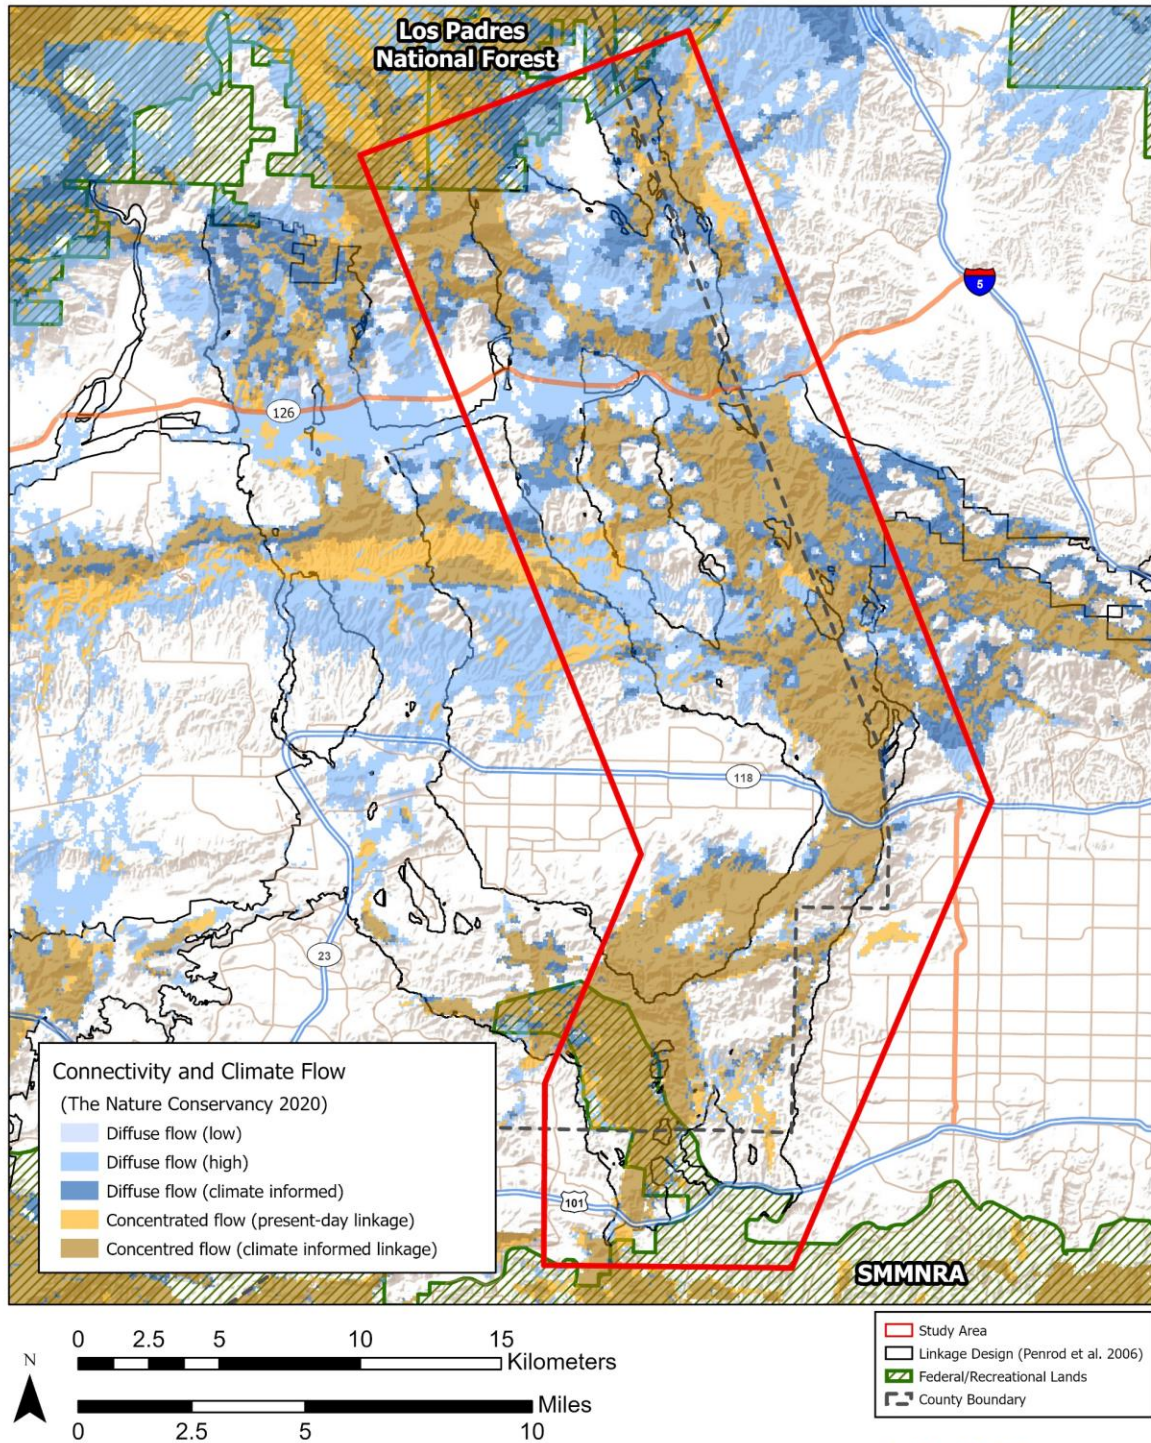 Los Padres
National Forest
5
126
118
23
101
SMMNRA
Connectivity and Climate Flow
(The Nature Conservancy 2020)
Diffuse flow (low)
Diffuse flow (high)
Diffuse flow (climate informed)
Concentrated flow (present-day linkage)
Concentred flow (climate informed linkage)
0 2.5 5 10 15
Kilometers
Miles
0 2.5 5 10
N
Study Area
Linkage Design (Penrod et al. 2006)
Federal/Recreational Lands
County Boundary